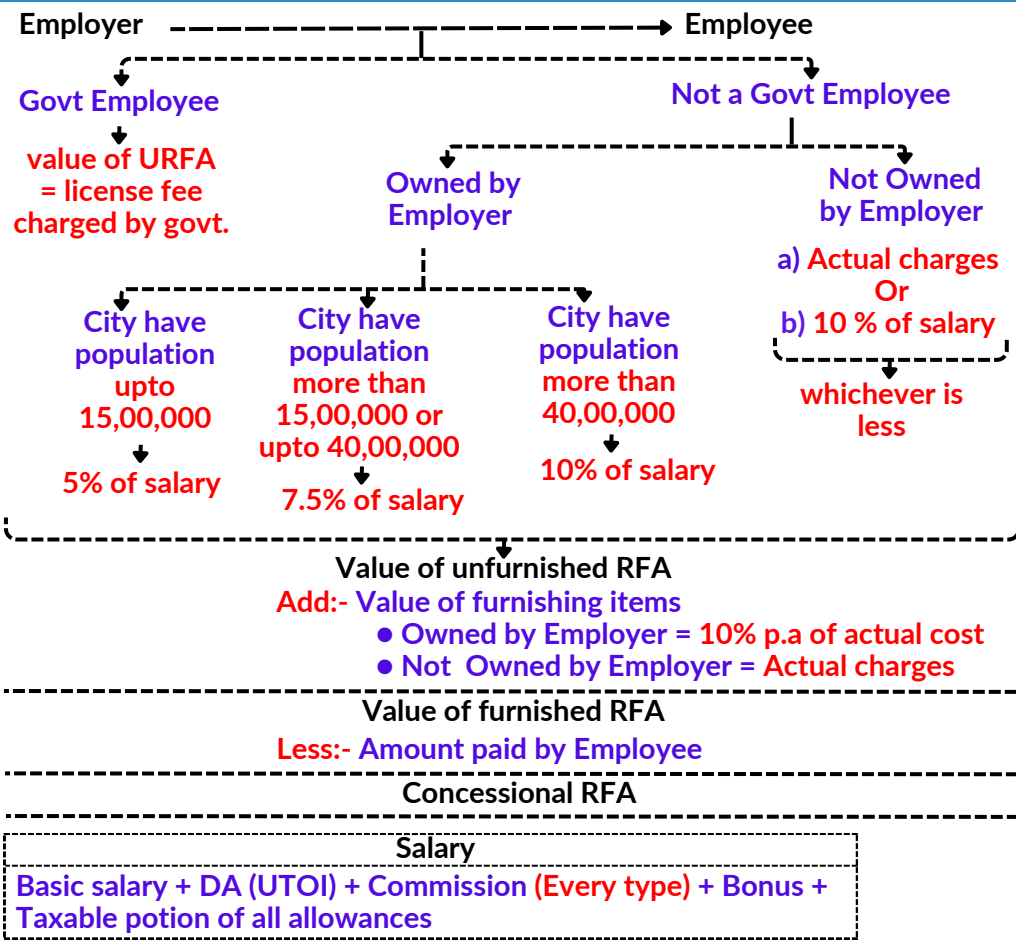 Employer
Employee
Govt Employee
Not a Govt Employee
value of URFA
= license fee
charged by govt.
Owned by
Employer
Not Owned
by Employer
a) Actual charges
Or
b) 10 % of salary
whichever is
less
City have
population
upto
15,00,000
5% of salary
City have
population
more than
15,00,000 or
upto 40,00,000
7.5% of salary
City have
population
more than
40,00,000
10% of salary
Value of unfurnished RFA
Add:- Value of furnishing items
● Owned by Employer = 10% p.a of actual cost
● Not Owned by Employer = Actual charges
Value of furnished RFA
Less:- Amount paid by Employee
Concessional RFA
Salary
Basic salary + DA (UTOI) + Commission (Every type) + Bonus +
Taxable potion of all allowances